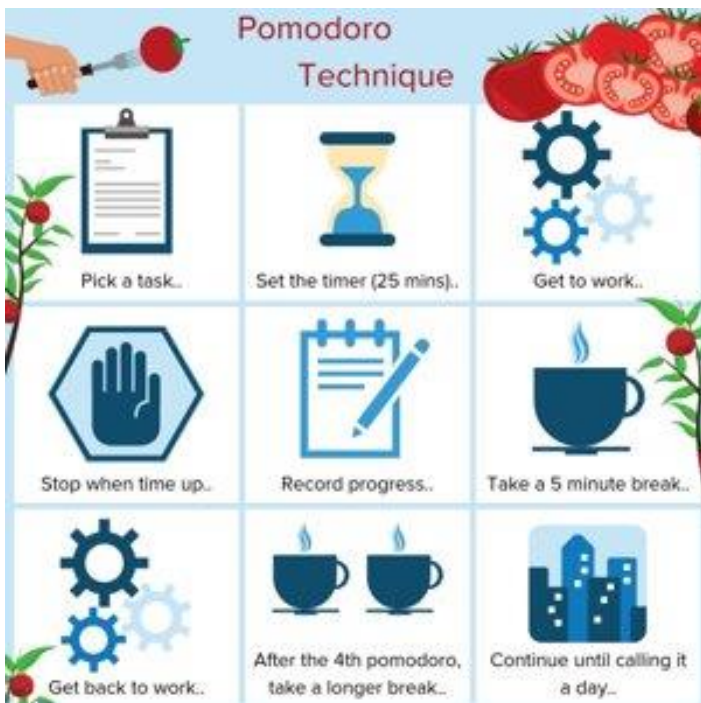 Pomodoro
Technique
Pick a task..
Set the timer (25 mins)..
Get to work..
Stop when time up..
Record progress..
Take a 5 minute break..
Get back to work..
After the 4th pomodoro,
take a longer break..
Continue until calling it
a day..